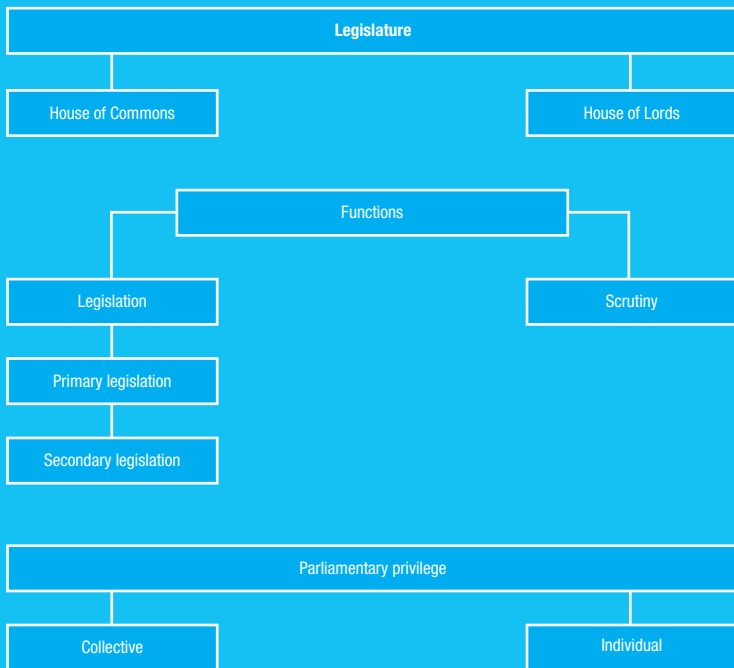 Legislature
House of Commons
House of Lords
Functions
Legislation
Scrutiny
Primary legislation
Secondary legislation
Parliamentary privilege
Collective
Individual